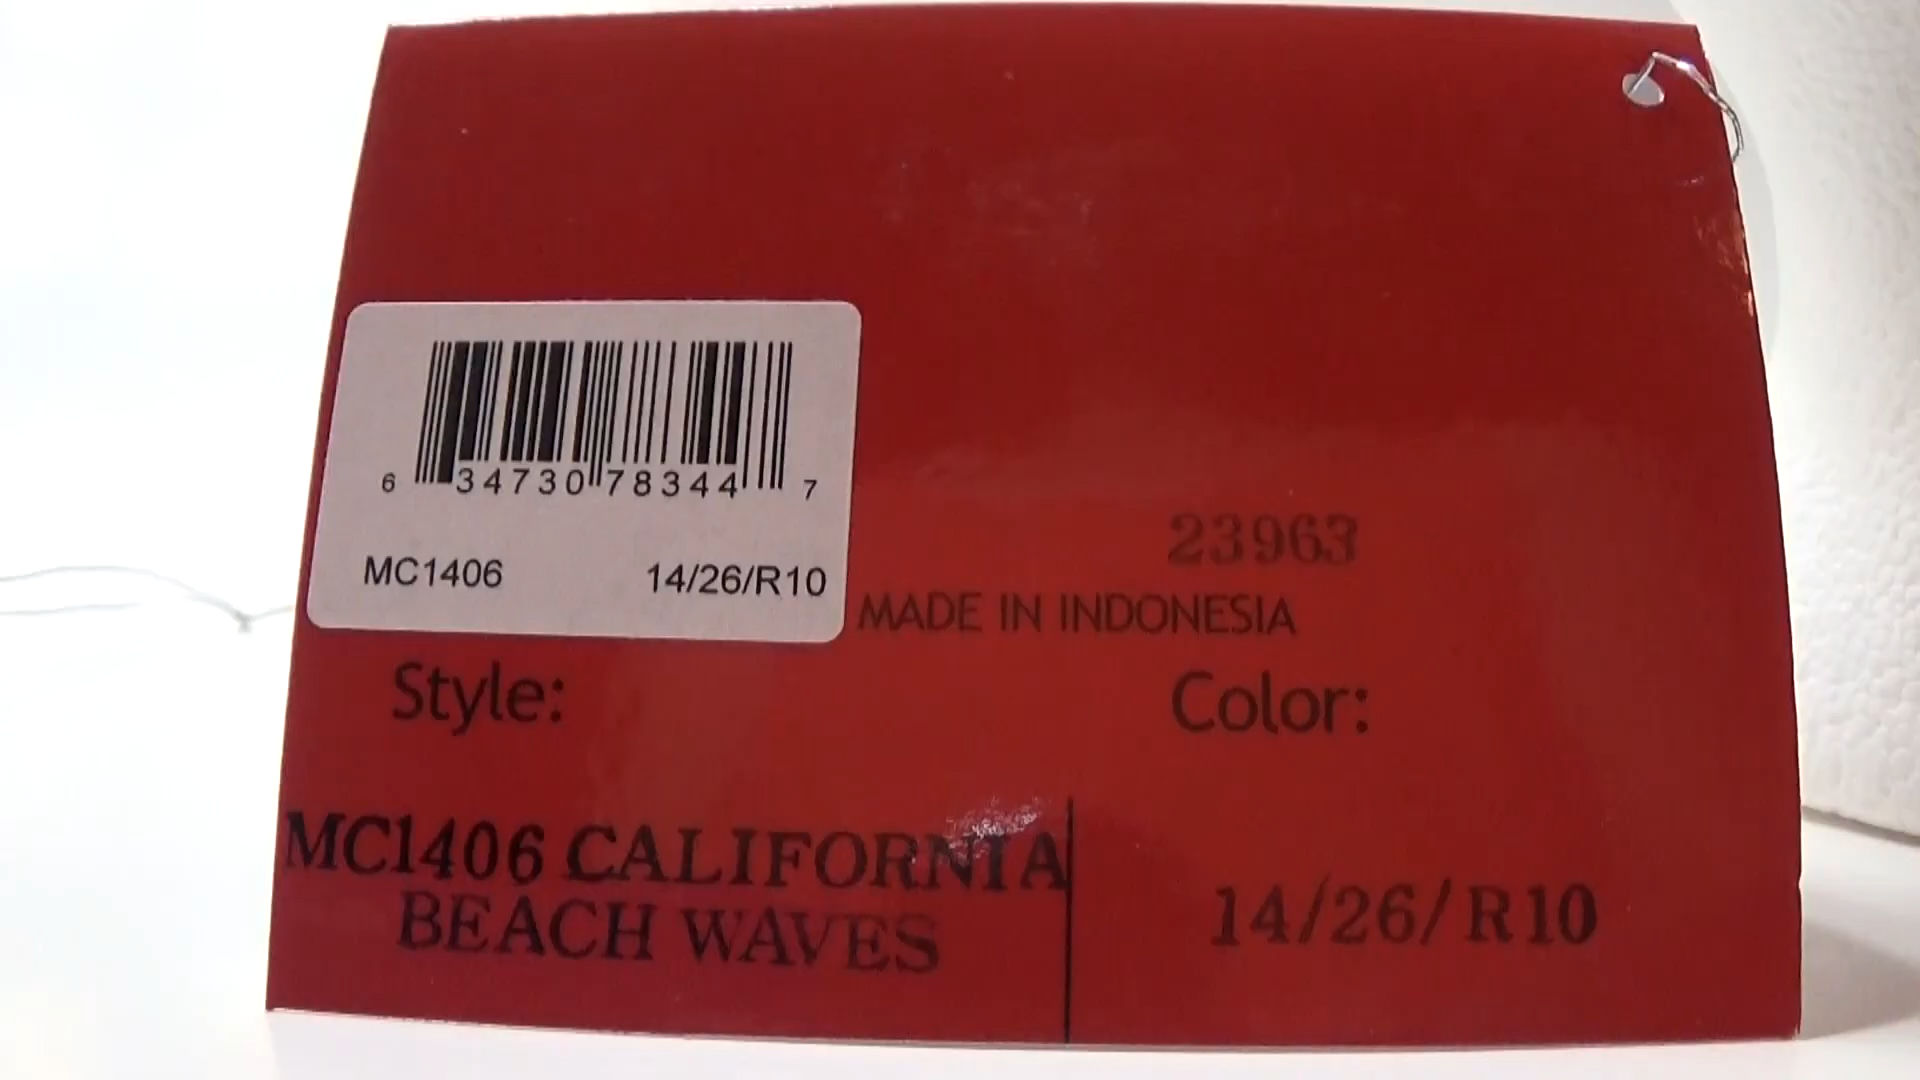 6 34730 78344 7
MC1406 14/26/R10
23963
MADE IN INDONESIA
Style: Color:
MC1406 CALIFORNIA
BEACH WAVES
14/26/R10